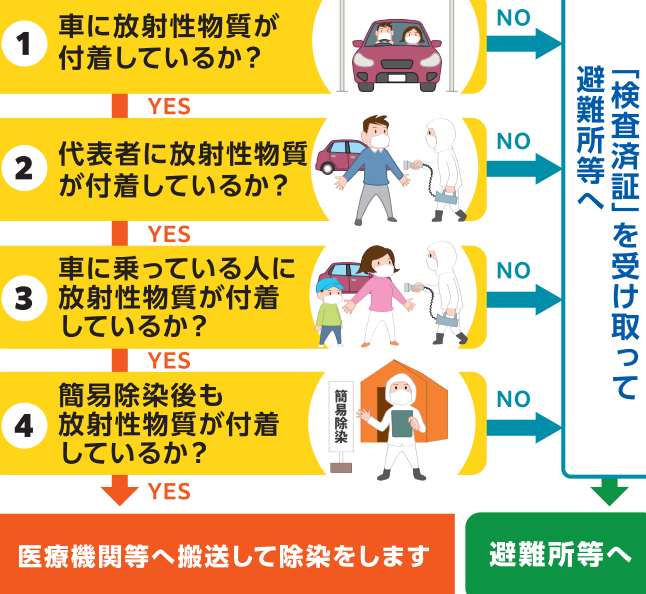 1
車に放射性物質が
付着しているか？
NO
YES
2
代表者に放射性物質
が付着しているか？
NO
YES
3
車に乗っている人に
放射性物質が付着
しているか？
NO
YES
4
簡易除染後も
放射性物質が付着
しているか？
簡易除染
NO
YES
「検査済証」を受け取って
避難所等へ
医療機関等へ搬送して除染をします
避難所等へ